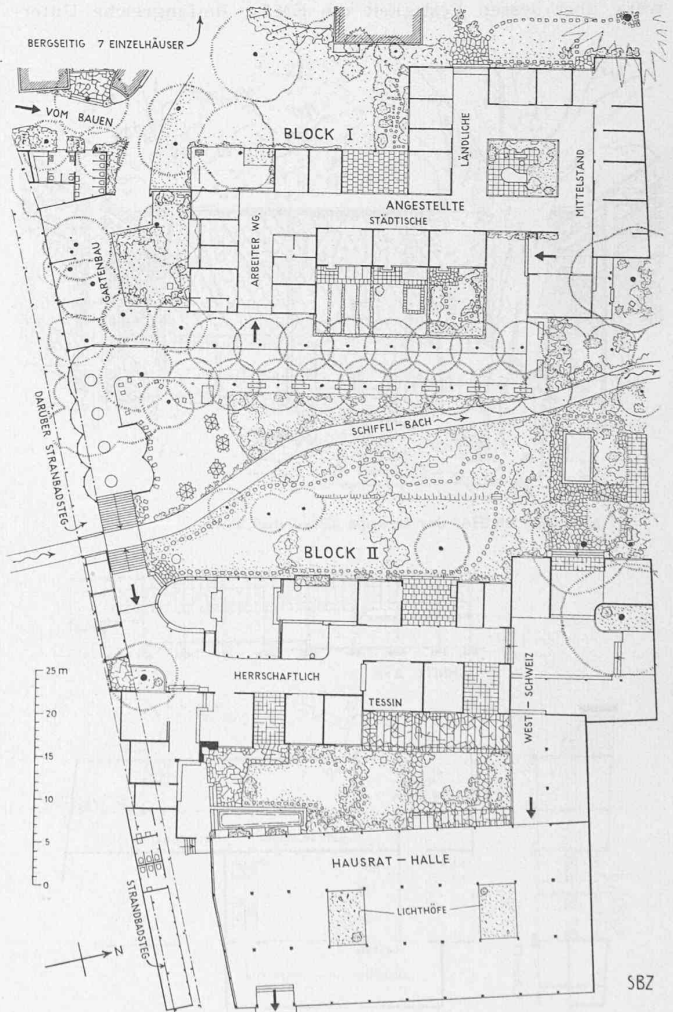 BERGSEITIG 7 EINZELHÄUSER
VOM BAUEN
BLOCK I
LÄNDLICHE
MITTELSTAND
ANGESTELLTE
STÄDTISCHE
ARBEITER WG.
GARTENBAU
DARÜBER STRANBADSTEG
SCHIFFLI-BACH
BLOCK II
HERRSCHAFTLICH
TESSIN
WEST-SCHWEIZ
25 m
20
15
10
5
0
HAUSRAT-HALLE
LICHTHÖFE
STRANDBADSTEG
N
SBZ